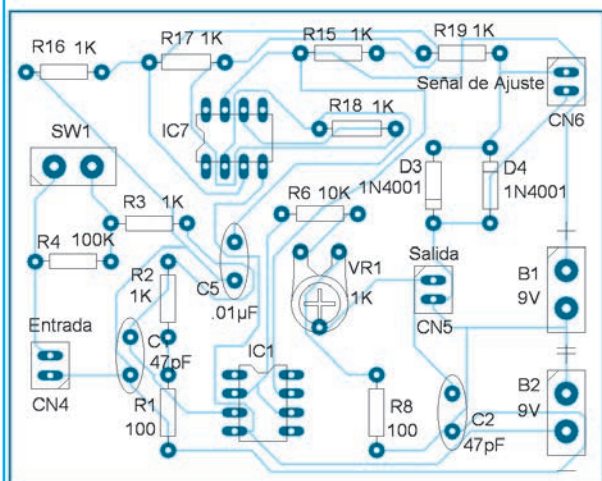 R16 1K
R17 1K
R15 1K
R19 1K
Señal de Ajuste
CN6
SW1
IC7
R18 1K
D3
1N4001
D4
1N4001
R3 1K
R6 10K
R4 100K
R2
1K
C5
.01µF
VR1
1K
Salida
CN5
B1
9V
Entrada
CN4
C
47pF
IC1
R1
100
R8
100
C2
47pF
B2
9V